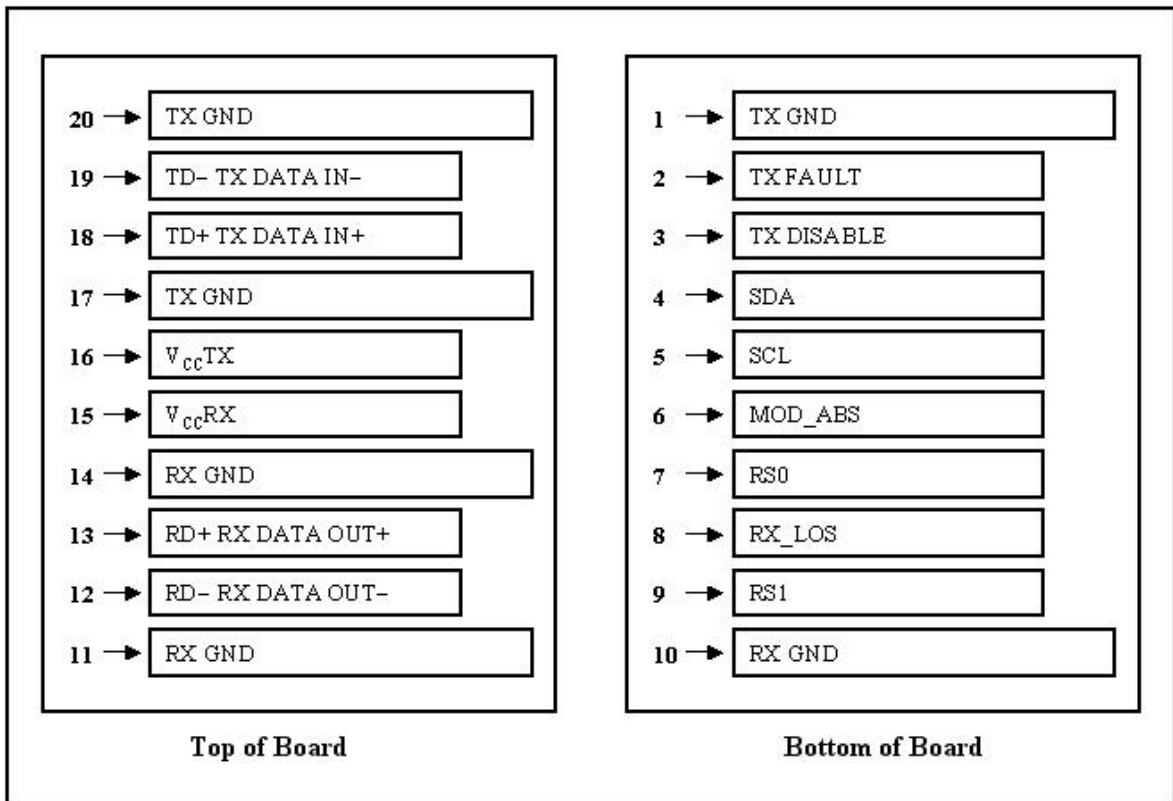 20 TX GND
19 TD− TX DATA IN−
18 TD+ TX DATA IN+
17 TX GND
16 VCCTX
15 VCCRX
14 RX GND
13 RD+ RX DATA OUT+
12 RD− RX DATA OUT−
11 RX GND
Top of Board
1 TX GND
2 TX FAULT
3 TX DISABLE
4 SDA
5 SCL
6 MOD_ABS
7 RS0
8 RX_LOS
9 RS1
10 RX GND
Bottom of Board